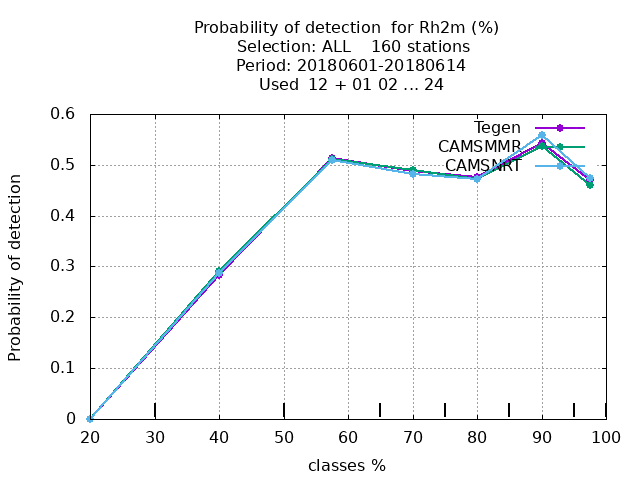 Probability of detection  for Rh2m (%)
Selection: ALL    160 stations
Period: 20180601-20180614
Used  12 + 01 02 ... 24
Tegen
CAMSMMR
CAMSNRT
0.6
0.5
0.4
0.3
0.2
0.1
0
Probability of detection
20 30 40 50 60 70 80 90 100
classes %